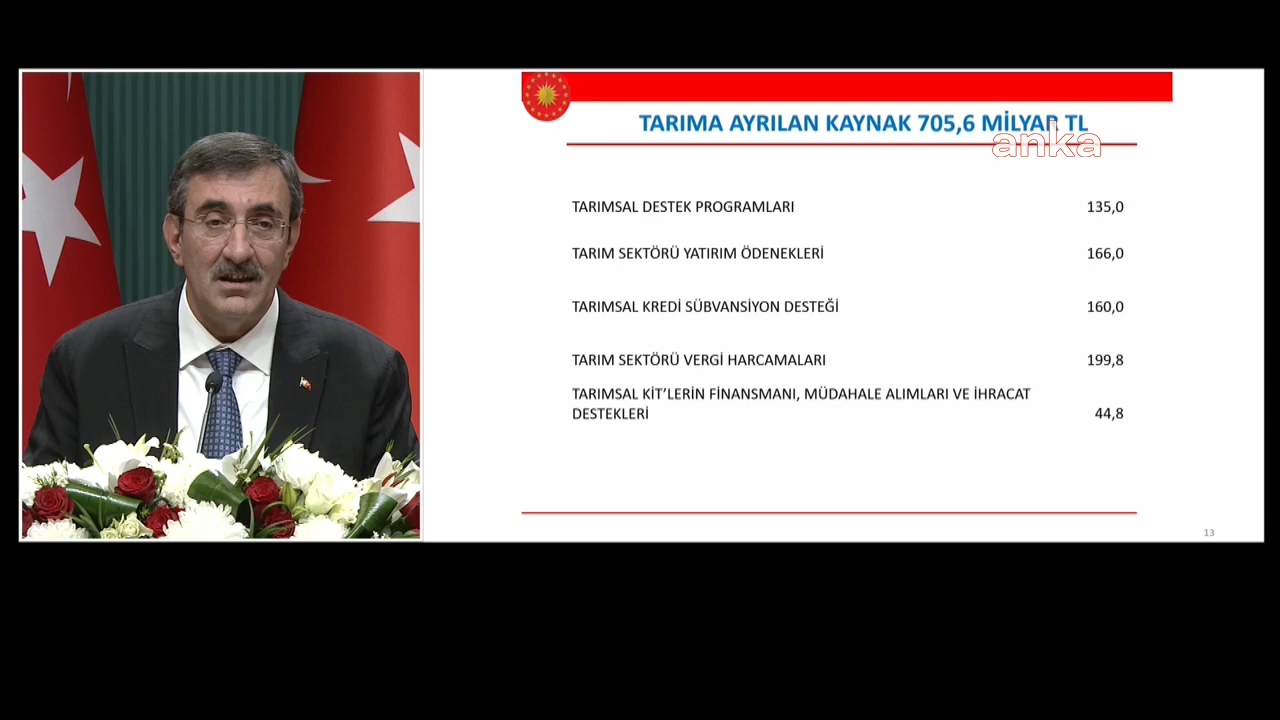 TARIMA AYRILAN KAYNAK 705,6 MİLYAR TL
anka
TARIMSAL DESTEK PROGRAMLARI 135,0
TARIM SEKTÖRÜ YATIRIM ÖDENEKLERİ 166,0
TARIMSAL KREDİ SÜBVANSİYON DESTEĞİ 160,0
TARIM SEKTÖRÜ VERGİ HARCAMALARI 199,8
TARIMSAL KİT'LERİN FİNANSMANI, MÜDAHALE ALIMLARI VE İHRACAT
DESTEKLERİ 44,8
13